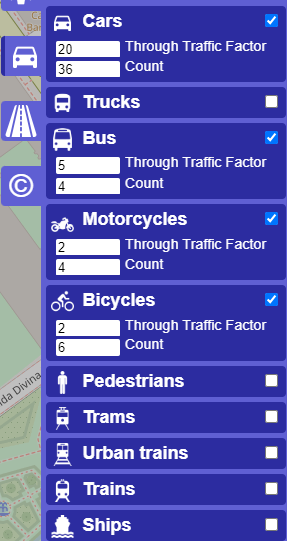 Cars
20 Through Traffic Factor
36 Count
Trucks
Bus
5 Through Traffic Factor
4 Count
Motorcycles
2 Through Traffic Factor
4 Count
©
Bicycles
2 Through Traffic Factor
6 Count
Pedestrians
Trams
Urban trains
Trains
Ships
da Divina